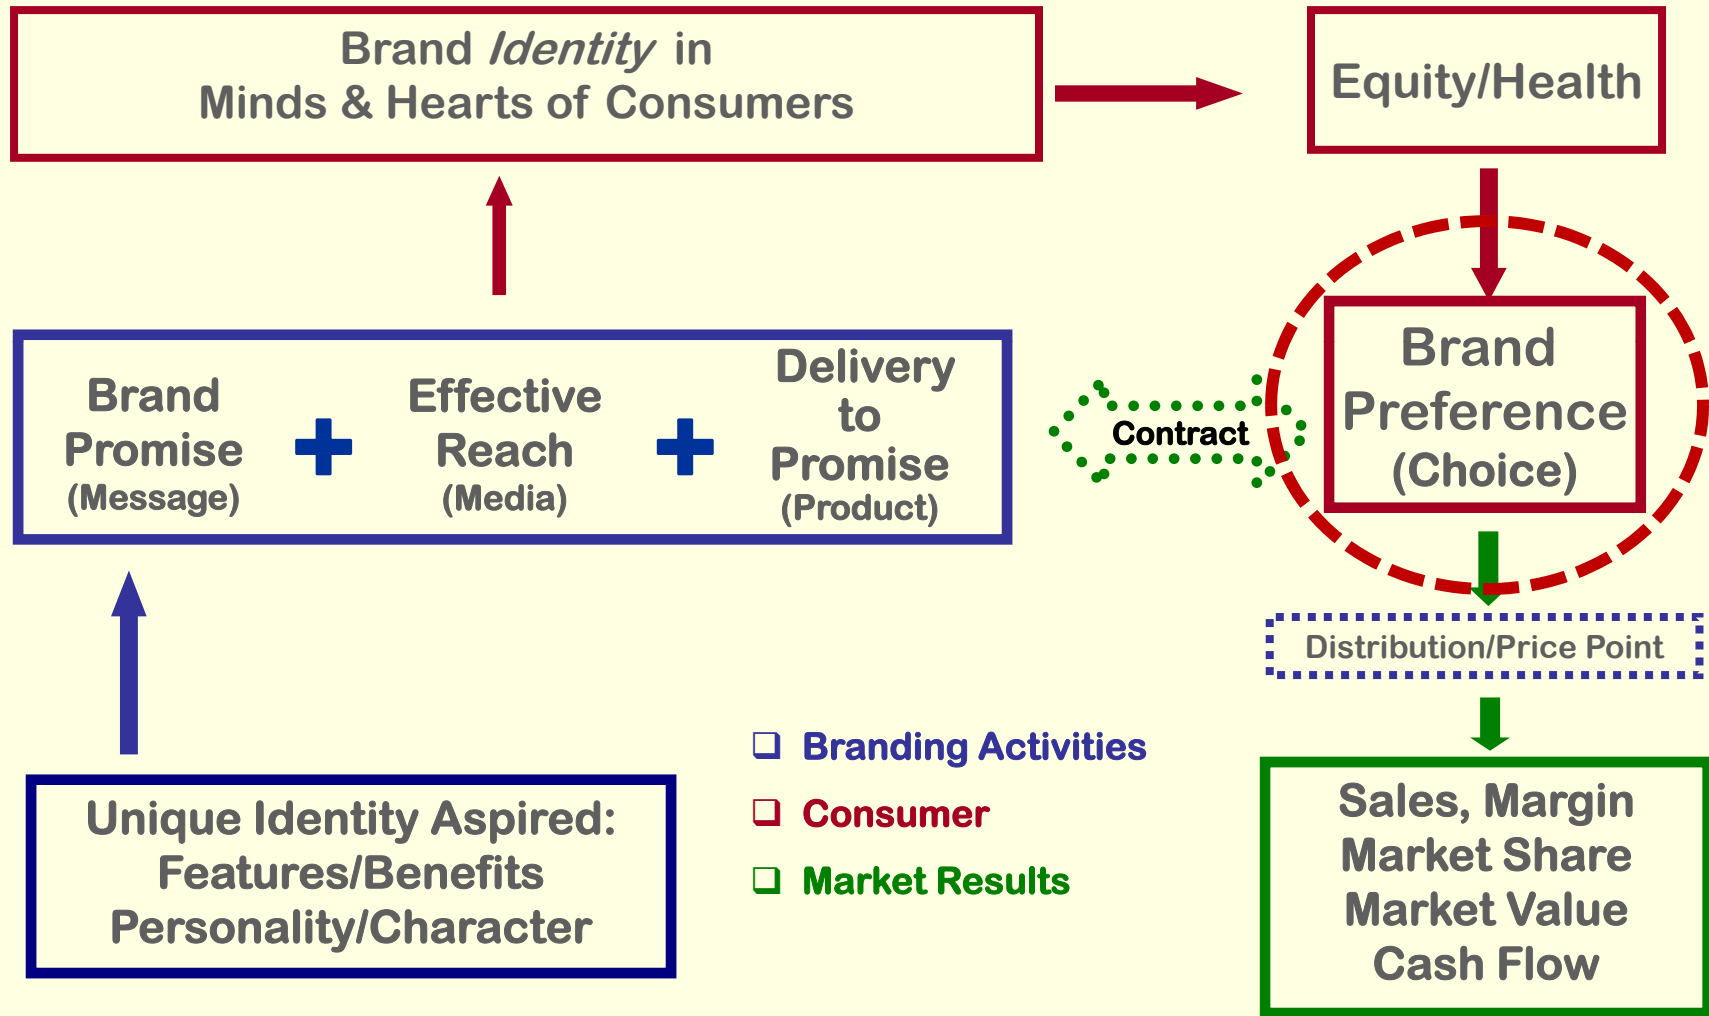 Brand Identity in
Minds & Hearts of Consumers
Equity/Health
Brand
Promise
(Message)
Effective
Reach
(Media)
Delivery
to
Promise
(Product)
Contract
Brand
Preference
(Choice)
Distribution/Price Point
Unique Identity Aspired:
Features/Benefits
Personality/Character
Branding Activities
Consumer
Market Results
Sales, Margin
Market Share
Market Value
Cash Flow